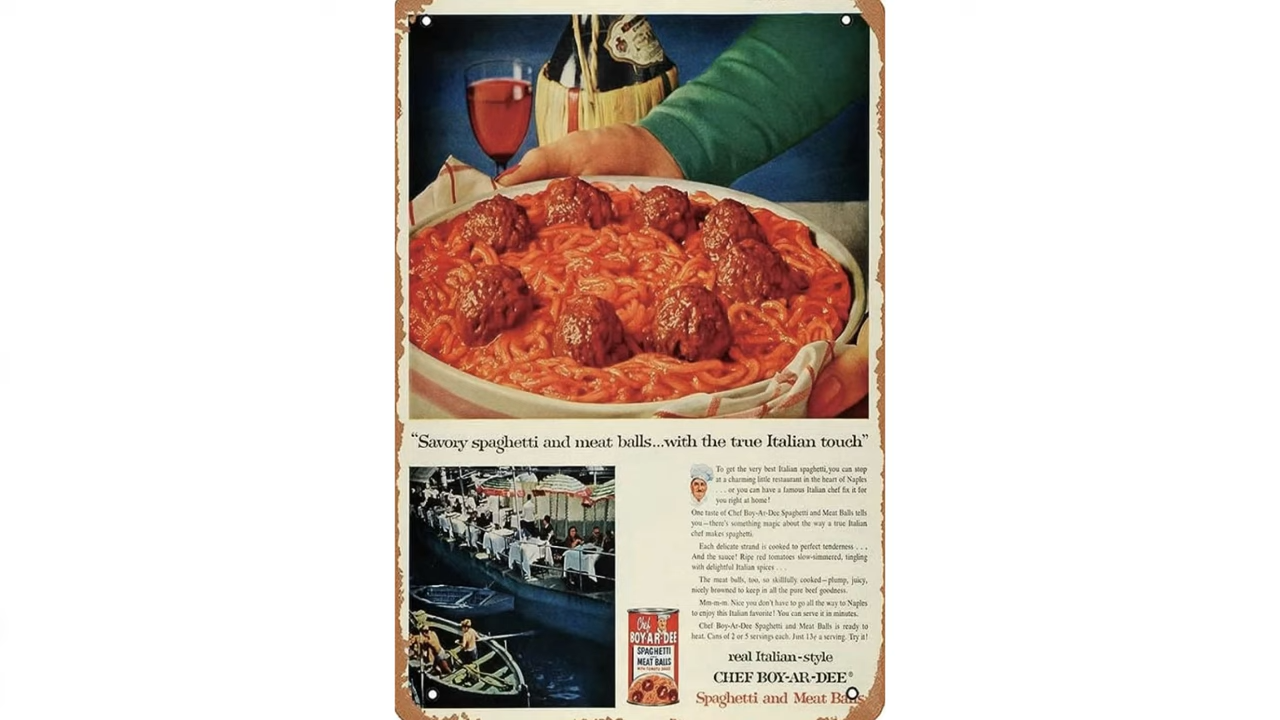 “Savory spaghetti and meat balls...with the true Italian touch”
To get the very best Italian spaghetti, you can stop
at a charming little restaurant in the heart of Naples
. . . or you can have a famous Italian chef fix it for
you right at home!
One taste of Chef Boy-Ar-Dee Spaghetti and Meat Balls tells
you—there's something magic about the way a true Italian
chef makes spaghetti.
Each delicate strand is cooked to perfect tenderness . . .
And the sauce! Ripe red tomatoes slow-simmered, tingling
with delightful Italian spices . . .
The meat balls, too, so skillfully cooked—plump, juicy,
nicely browned to keep in all the pure beef goodness.
Mm-m-m. Nice you don't have to go all the way to Naples
to enjoy this Italian favorite! You can serve it in minutes.
Chef Boy-Ar-Dee Spaghetti and Meat Balls is ready to
heat. Cans of 2 or 5 servings each. Just 13¢ a serving. Try it!
Chef
BOY-AR-DEE
SPAGHETTI
MEAT BALLS
WITH TOMATO SAUCE
real Italian-style
CHEF BOY-AR-DEE®
Spaghetti and Meat Balls